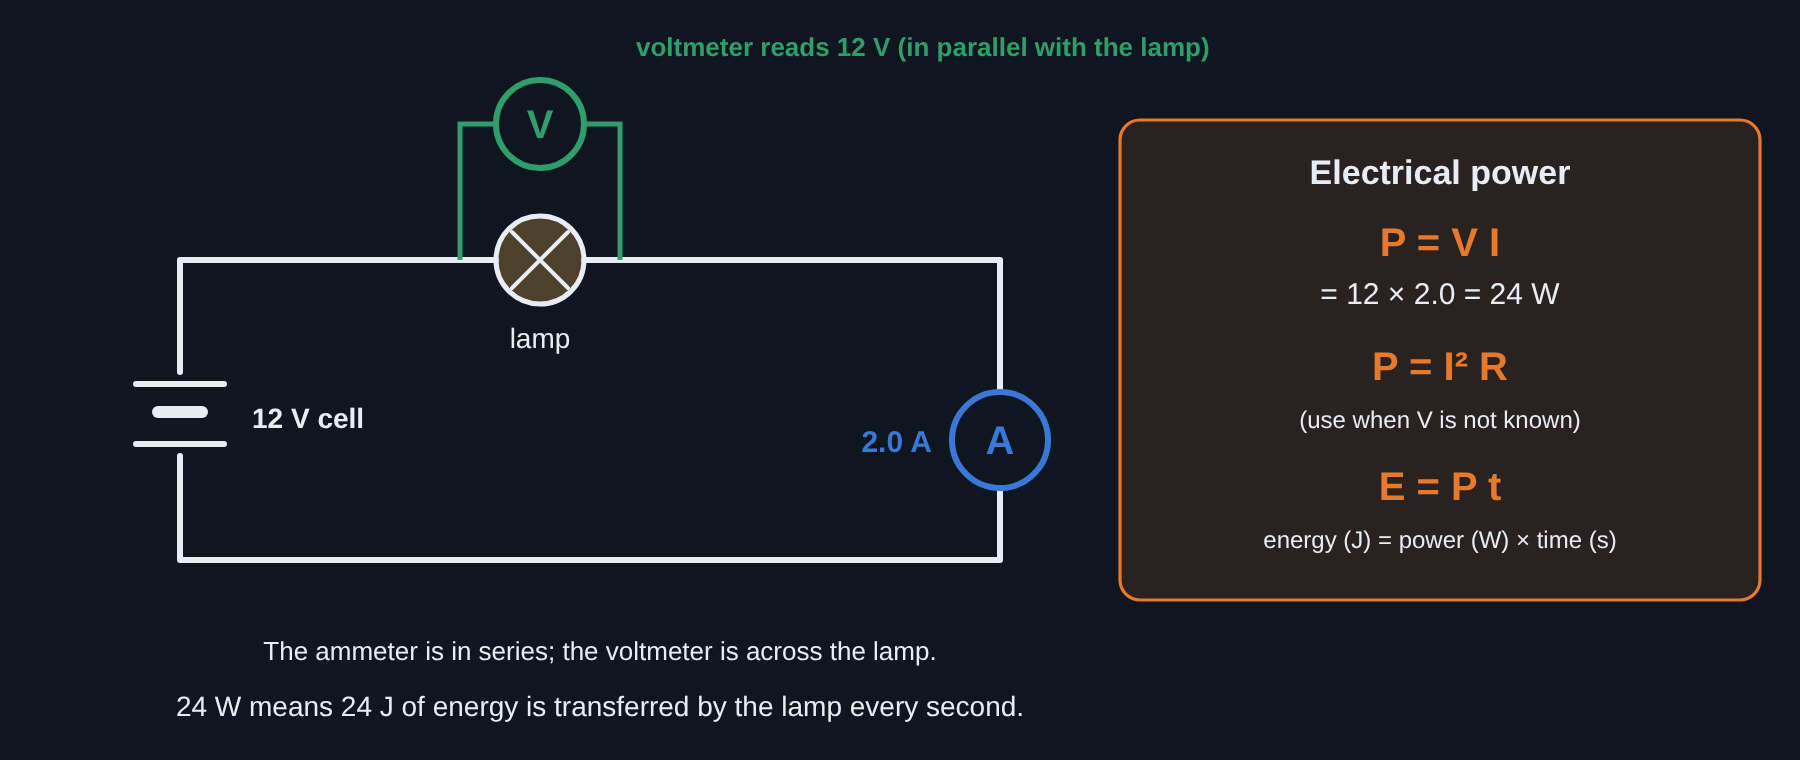 voltmeter reads 12 V (in parallel with the lamp)
V
lamp
12 V cell
2.0 A
A
Electrical power
P = V I
= 12 × 2.0 = 24 W
P = I² R
(use when V is not known)
E = P t
energy (J) = power (W) × time (s)
The ammeter is in series; the voltmeter is across the lamp.
24 W means 24 J of energy is transferred by the lamp every second.